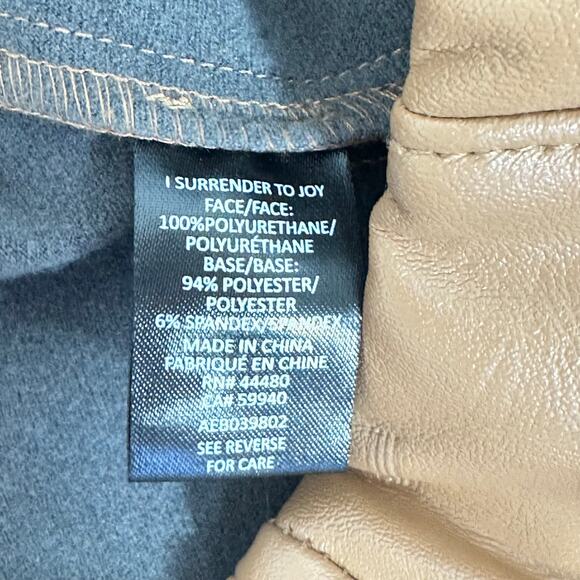 I SURRENDER TO JOY
FACE/FACE:
100%POLYURETHANE/
POLYURÉTHANE
BASE/BASE:
94% POLYESTER/
POLYESTER
6% SPANDEX/SPANDEX
MADE IN CHINA
FABRIQUÉ EN CHINE
RN# 44480
CA# 59940
AEB039802
SEE REVERSE
FOR CARE